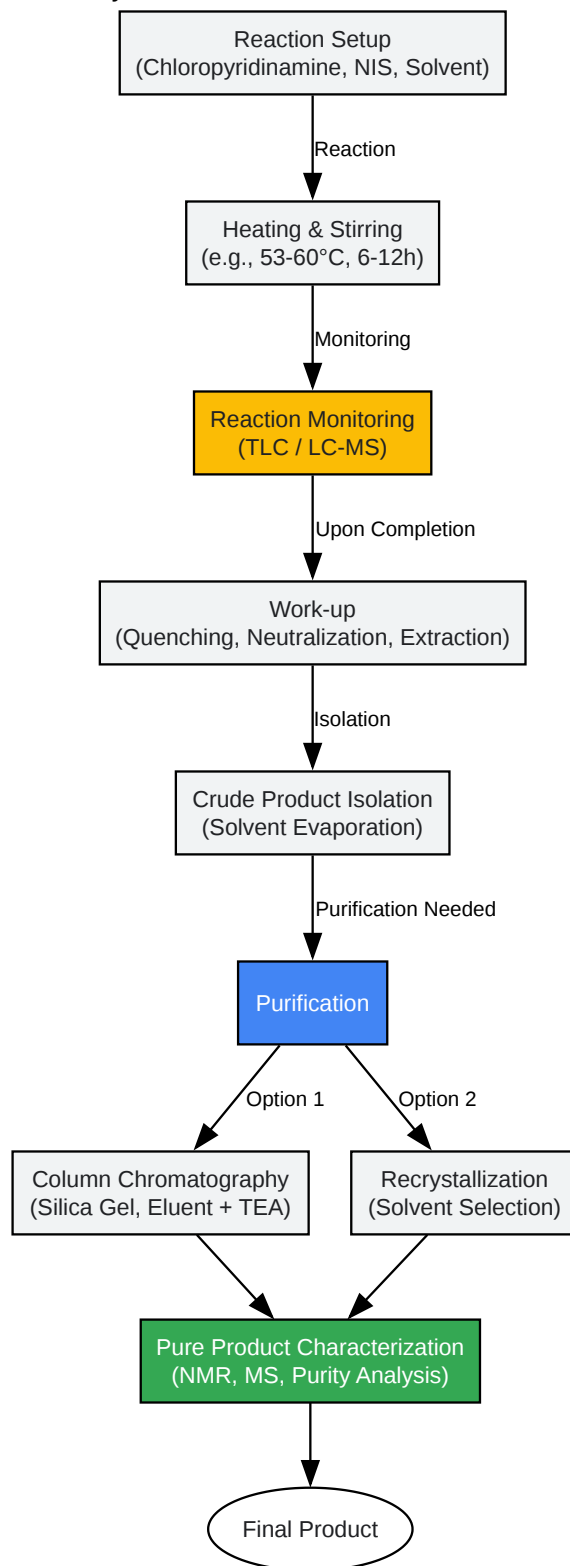 Reaction Setup
(Chloropyridinamine, NIS, Solvent)
Reaction
Heating & Stirring
(e.g., 53-60°C, 6-12h)
Monitoring
Reaction Monitoring
(TLC / LC-MS)
Upon Completion
Work-up
(Quenching, Neutralization, Extraction)
Isolation
Crude Product Isolation
(Solvent Evaporation)
Purification Needed
Purification
Option 1
Option 2
Column Chromatography
(Silica Gel, Eluent + TEA)
Recrystallization
(Solvent Selection)
Pure Product Characterization
(NMR, MS, Purity Analysis)
Final Product